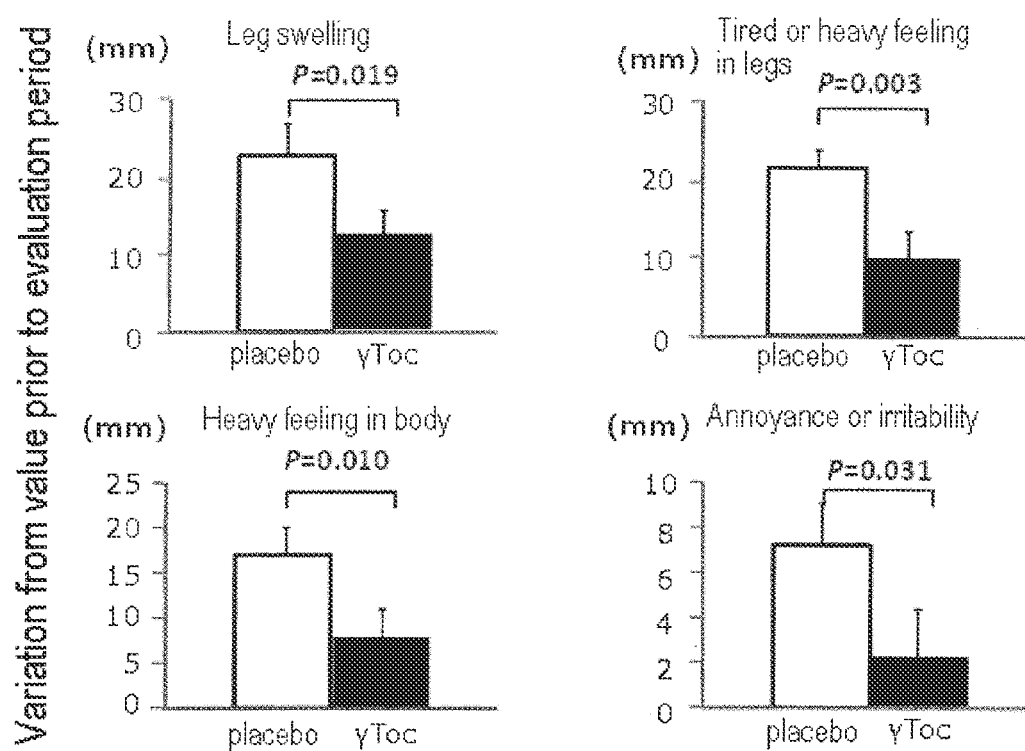 Variation from value prior to evaluation period
Leg swelling
(mm)
P=0.019
30
20
10
0
placebo γToc
Tired or heavy feeling
in legs
(mm)
P=0.003
30
20
10
0
placebo γToc
Heavy feeling in body
(mm)
P=0.010
25
20
15
10
5
0
placebo γToc
Annoyance or irritability
(mm)
P=0.031
10
8
6
4
2
0
placebo γToc